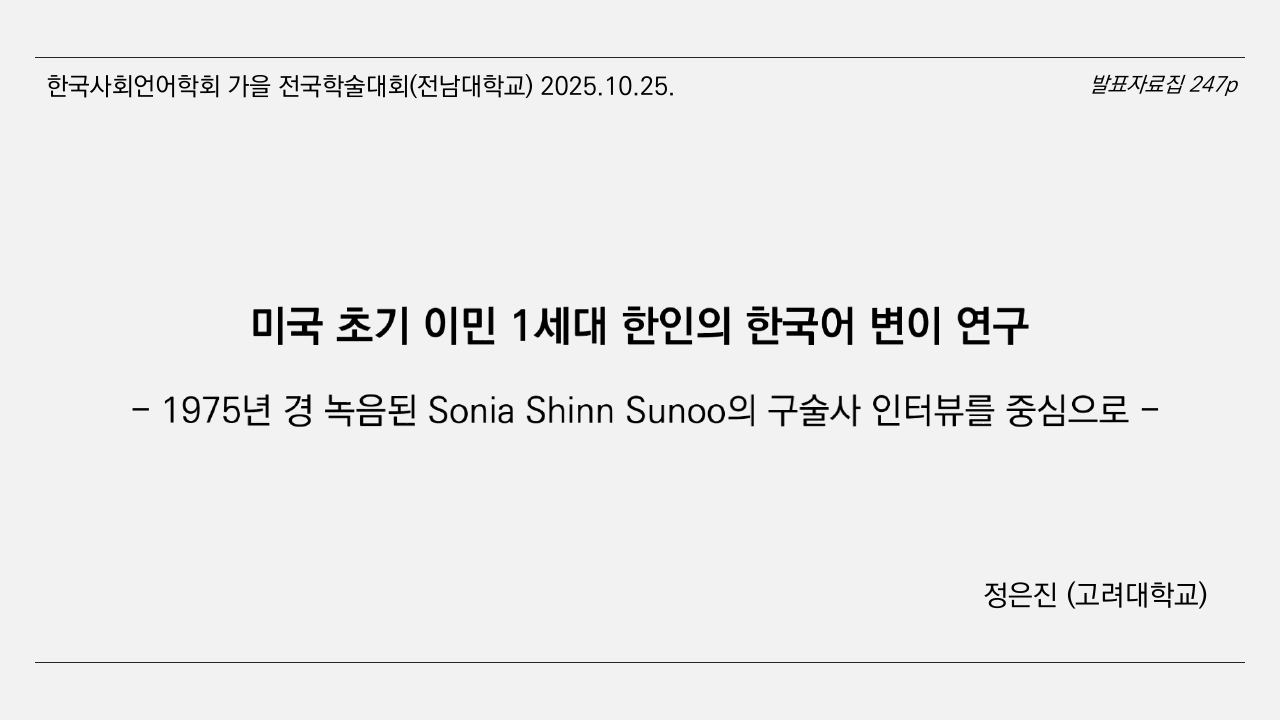 한국사회언어학회 가을 전국학술대회(전남대학교) 2025.10.25.
발표자료집 247p
미국 초기 이민 1세대 한인의 한국어 변이 연구
- 1975년 경 녹음된 Sonia Shinn Sunoo의 구술사 인터뷰를 중심으로 -
정은진 (고려대학교)